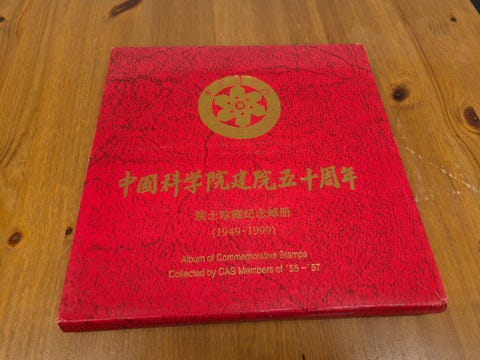 中国科学院建院五十周年
院士珍藏纪念邮册
(1949-1999)
Album of Commemorative Stamps
Collected by CAS Members of '55-'57